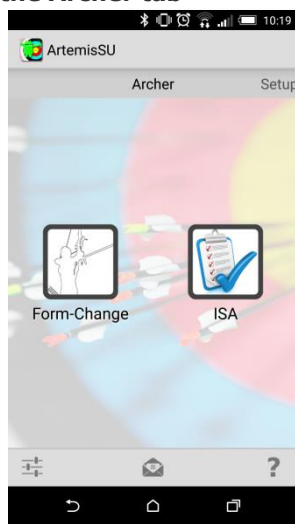 the Archer tab
10:19
ArtemisSU
Archer
Setup
Form-Change
ISA
?